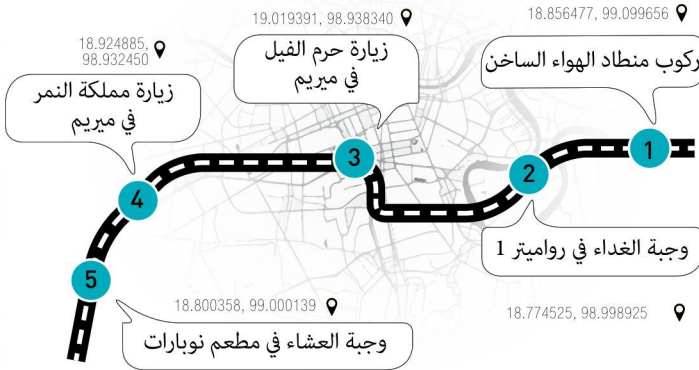 18.856477, 99.099656
ركوب منطاد الهواء الساخن
1
2
وجبة الغداء في رواميتر 1
18.774525, 98.998925
19.019391, 98.938340
زيارة حرم الفيل
في ميريم
3
18.924885,
98.932450
زيارة مملكة النمر
في ميريم
4
5
18.800358, 99.000139
وجبة العشاء في مطعم نوبارات